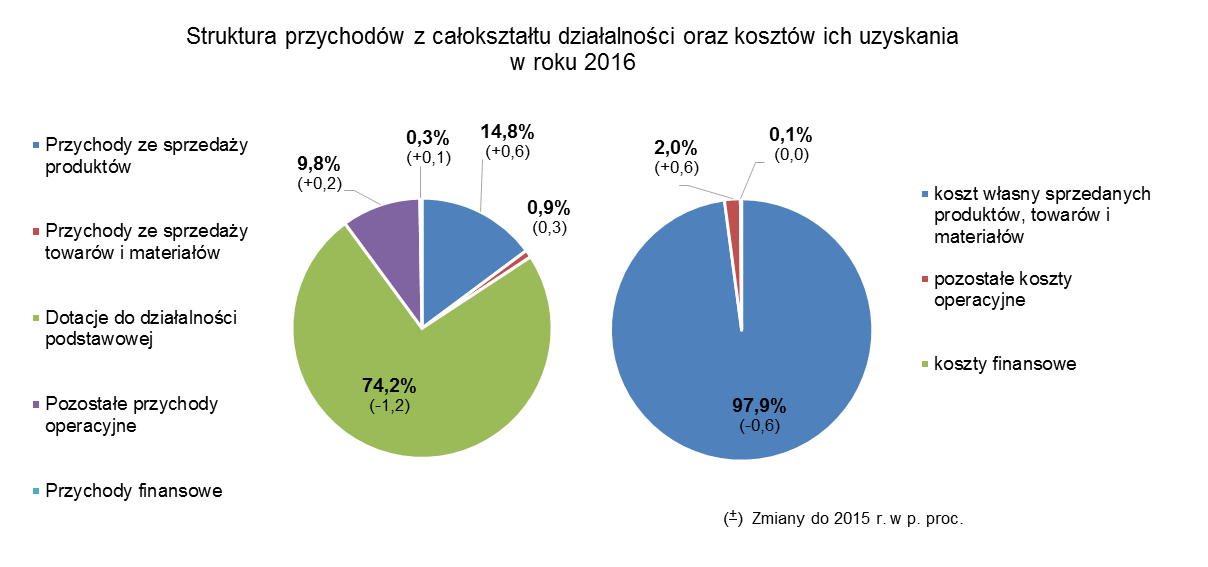 Struktura przychodów z całokształtu działalności oraz kosztów ich uzyskania
w roku 2016
Przychody ze sprzedaży
produktów
Przychody ze sprzedaży
towarów i materiałów
Dotacje do działalności
podstawowej
Pozostałe przychody
operacyjne
Przychody finansowe
9,8%
(+0,2)
0,3%
(+0,1)
14,8%
(+0,6)
0,9%
(0,3)
74,2%
(-1,2)
2,0%
(+0,6)
0,1%
(0,0)
97,9%
(-0,6)
koszt własny sprzedanych
produktów, towarów i
materiałów
pozostałe koszty
operacyjne
koszty finansowe
(±) Zmiany do 2015 r. w p. proc.